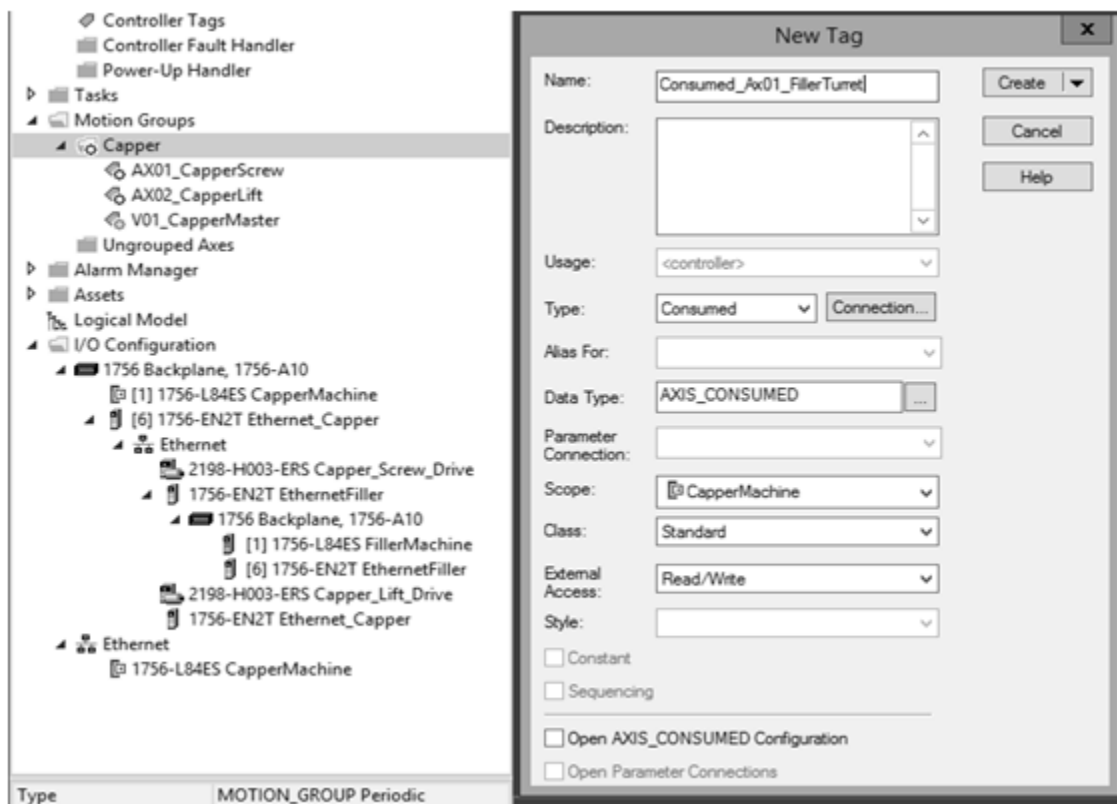 Controller Tags
Controller Fault Handler
Power-Up Handler
Tasks
Motion Groups
Capper
AX01_CapperScrew
AX02_CapperLift
V01_CapperMaster
Ungrouped Axes
Alarm Manager
Assets
Logical Model
I/O Configuration
1756 Backplane, 1756-A10
[1] 1756-L84ES CapperMachine
[6] 1756-EN2T Ethernet_Capper
Ethernet
2198-H003-ERS Capper_Screw_Drive
1756-EN2T EthernetFiller
1756 Backplane, 1756-A10
[1] 1756-L84ES FillerMachine
[6] 1756-EN2T EthernetFiller
2198-H003-ERS Capper_Lift_Drive
1756-EN2T Ethernet_Capper
Ethernet
1756-L84ES CapperMachine
Type MOTION_GROUP Periodic
New Tag
x
Name: Consumed_Ax01_FillerTurret Create
Description: Cancel
Help
Usage: <controller>
Type: Consumed Connection...
Alias For:
Data Type: AXIS_CONSUMED ...
Parameter
Connection:
Scope: CapperMachine
Class: Standard
External
Access: Read/Write
Style:
Constant
Sequencing
Open AXIS_CONSUMED Configuration
Open Parameter Connections